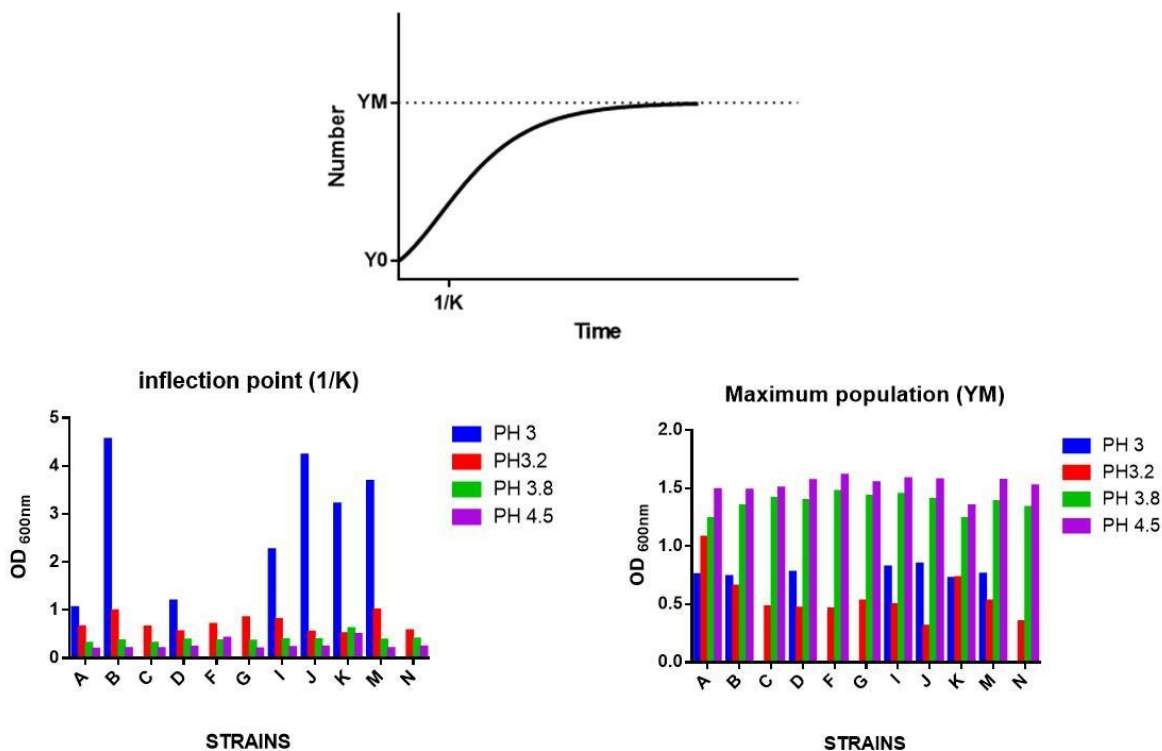 YM
Number
Y0
1/K
Time
inflection point (1/K)
5
4
3
2
1
0
OD 600nm
A B C D F G I J K M N
STRAINS
PH 3
PH3.2
PH 3.8
PH 4.5
Maximum population (YM)
2.0
1.5
1.0
0.5
0.0
OD 600nm
A B C D F G I J K M N
STRAINS
PH 3
PH3.2
PH 3.8
PH 4.5